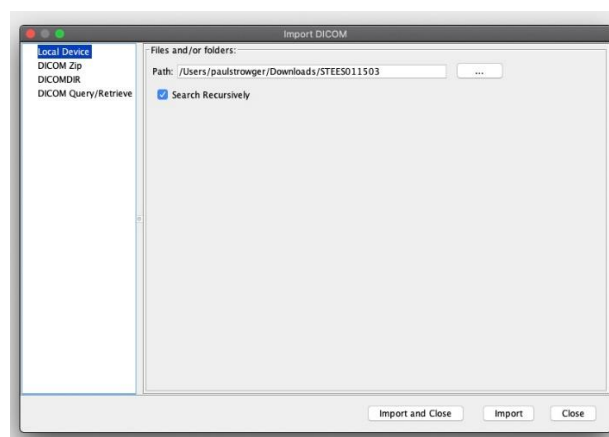 Import DICOM
Local Device
DICOM Zip
DICOMDIR
DICOM Query/Retrieve
Files and/or folders:
Path: /Users/paulstrowger/Downloads/STEES011503 ...
Search Recursively
Import and Close Import Close